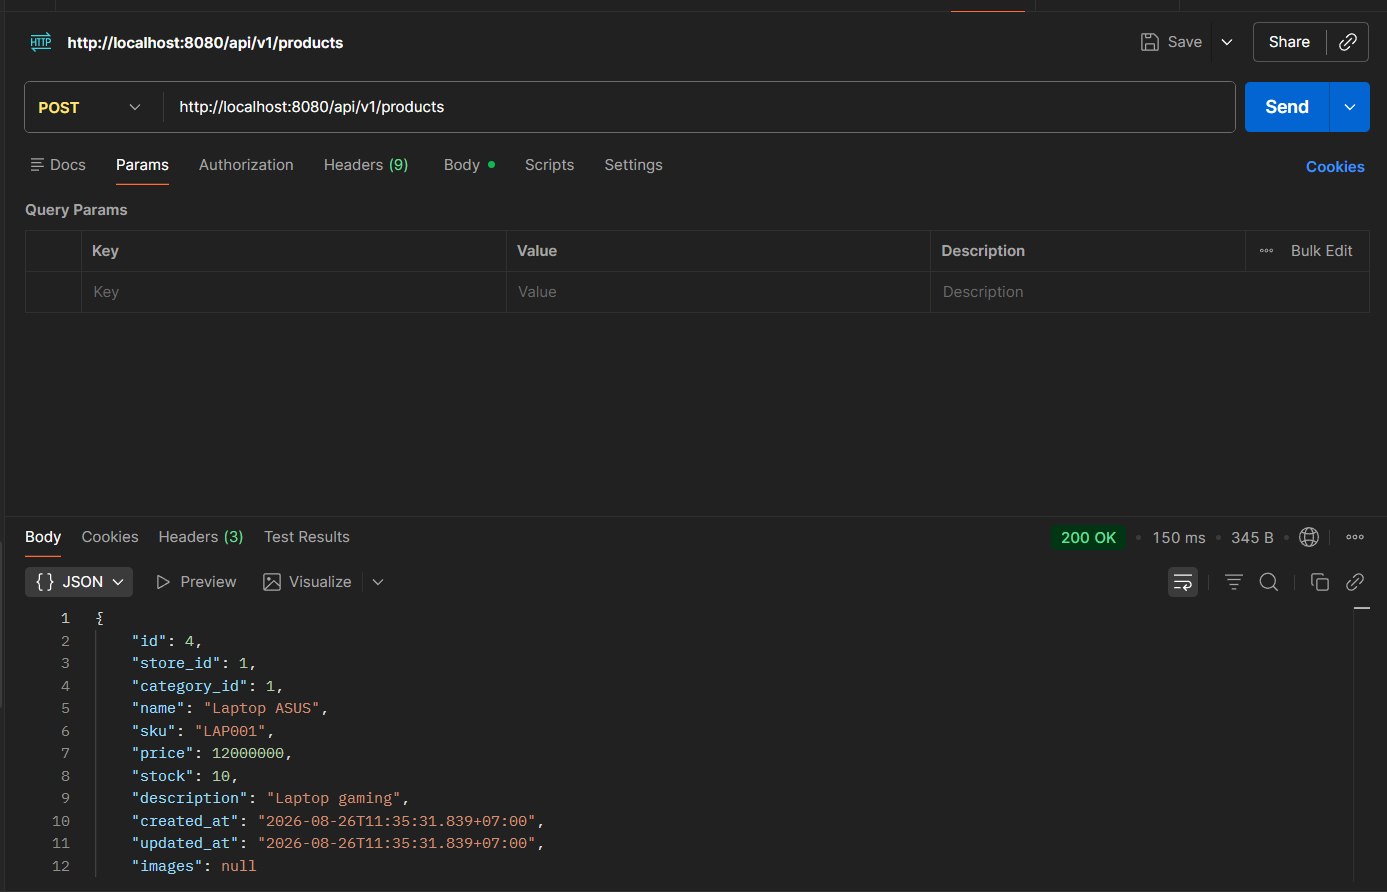 HTTP http://localhost:8080/api/v1/products Save Share
POST http://localhost:8080/api/v1/products Send
Docs Params Authorization Headers (9) Body Scripts Settings Cookies
Query Params
Key Value Description Bulk Edit
Key Value Description
Body Cookies Headers (3) Test Results 200 OK • 150 ms • 345 B
{} JSON Preview Visualize
1 {
2 "id": 4,
3 "store_id": 1,
4 "category_id": 1,
5 "name": "Laptop ASUS",
6 "sku": "LAP001",
7 "price": 12000000,
8 "stock": 10,
9 "description": "Laptop gaming",
10 "created_at": "2026-08-26T11:35:31.839+07:00",
11 "updated_at": "2026-08-26T11:35:31.839+07:00",
12 "images": null